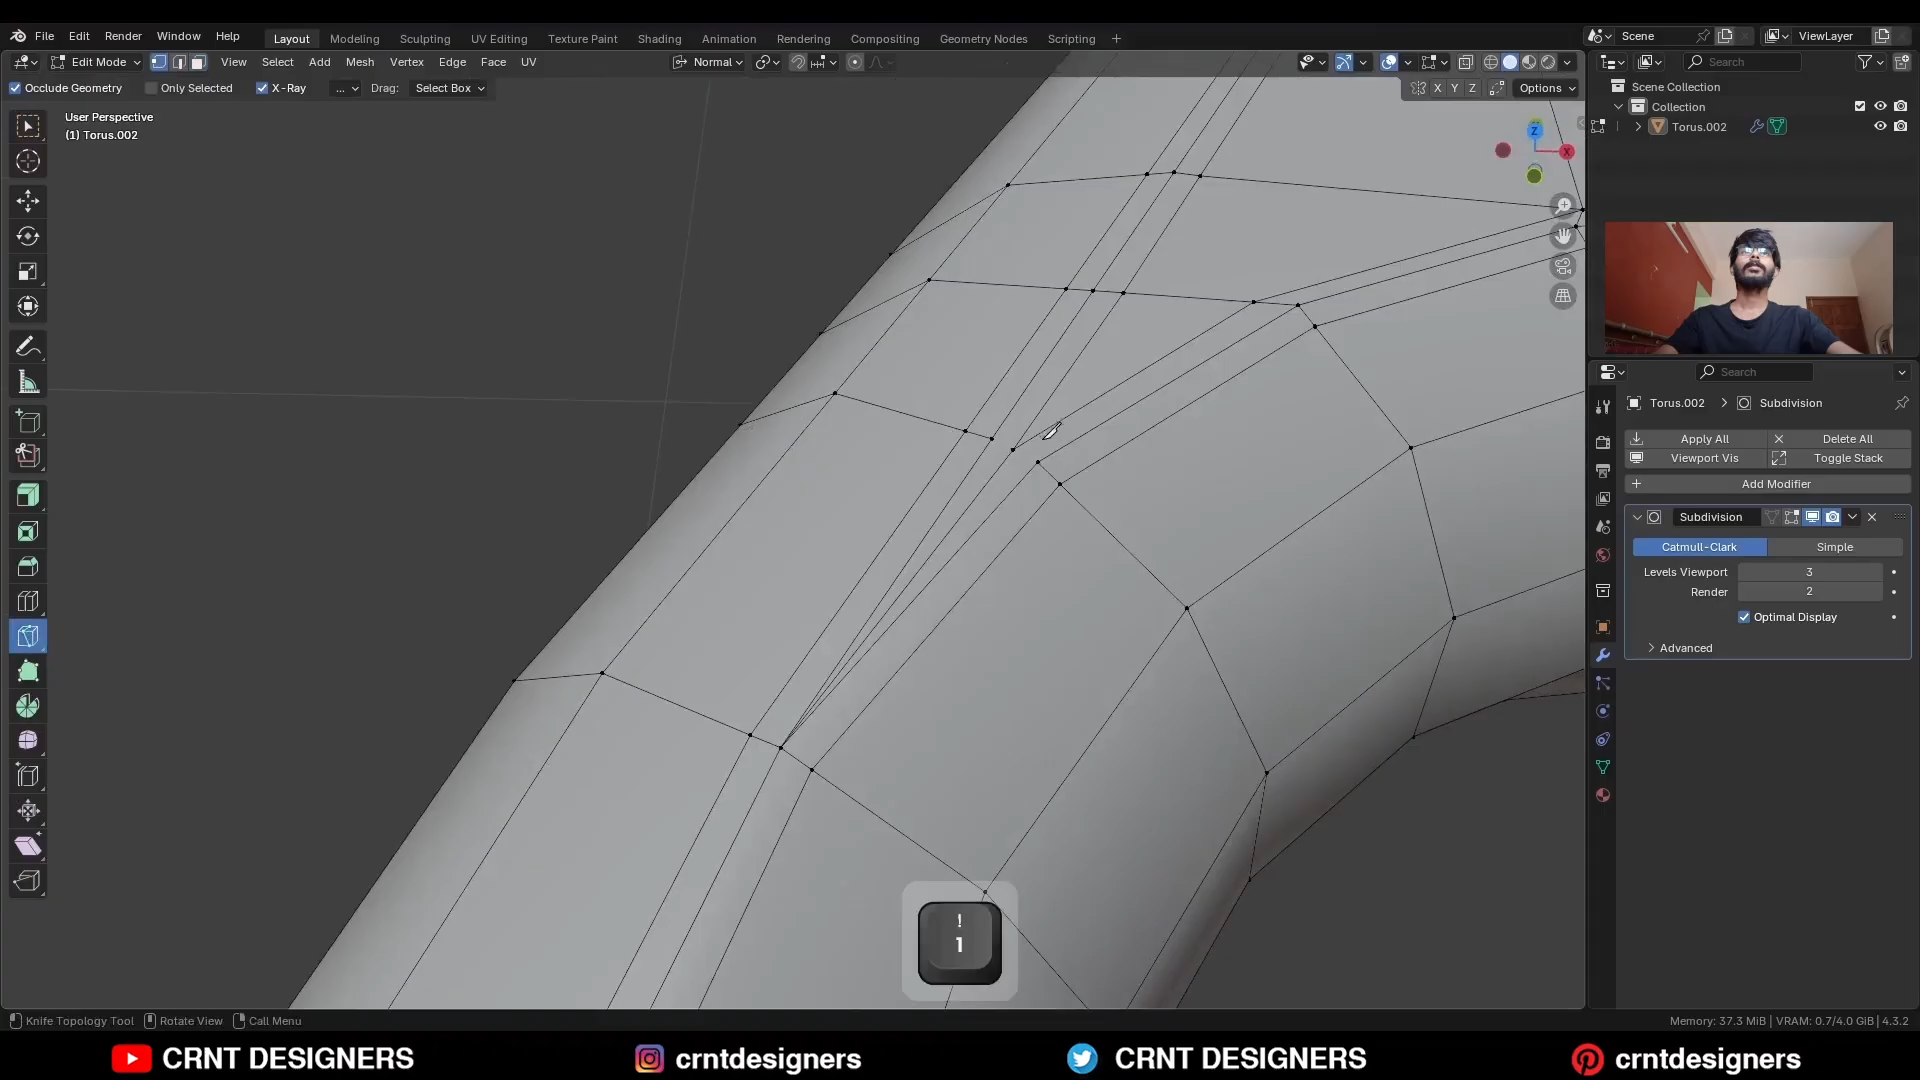 File Edit Render Window Help Layout Modeling Sculpting UV Editing Texture Paint Shading Animation Rendering Compositing Geometry Nodes Scripting + Scene ViewLayer
Edit Mode View Select Add Mesh Vertex Edge Face UV Normal Search
Occlude Geometry Only Selected X-Ray ... Drag: Select Box X Y Z Options
Scene Collection
Collection
Torus.002
User Perspective
(1) Torus.002
Z
X
Search
Torus.002 > Subdivision
Apply All Delete All
Viewport Vis Toggle Stack
Add Modifier
Subdivision
Catmull-Clark Simple
Levels Viewport 3
Render 2
Optimal Display
Advanced
!
1
Knife Topology Tool Rotate View Call Menu Memory: 37.3 MiB | VRAM: 0.7/4.0 GiB | 4.3.2
CRNT DESIGNERS crntdesigners CRNT DESIGNERS crntdesigners